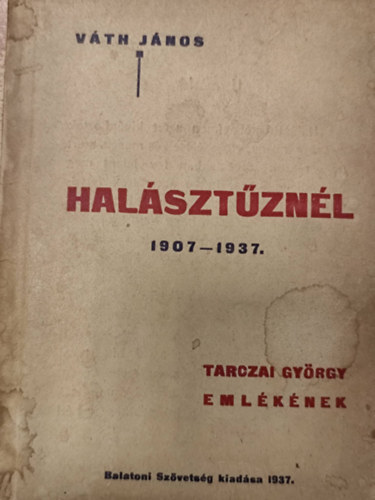 VÁTH JÁNOS
HALÁSZTŰZNÉL
1907—1937.
TARCZAI GYÖRGY
EMLÉKÉNEK
Balatoni Szövetség kiadása 1937.